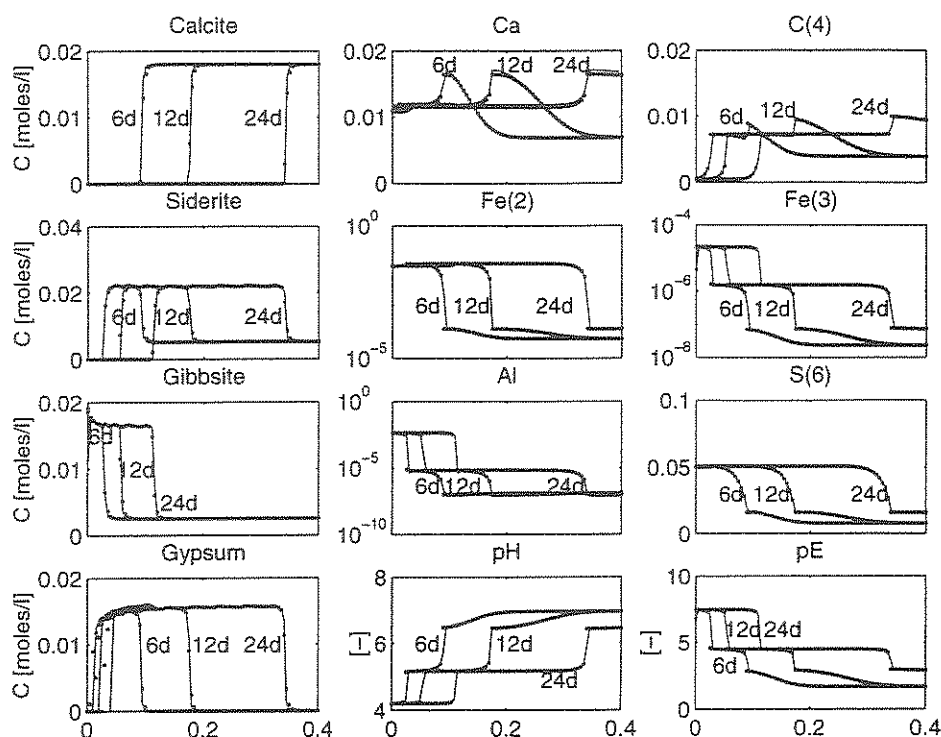 Calcite Ca C(4)
C [moles/l] 0.02 0.01 0 6d 12d 24d
0.02 0.01 0 6d 12d 24d
0.02 0.01 0 6d 12d 24d
Siderite Fe(2) Fe(3)
C [moles/l] 0.04 0.02 0 6d 12d 24d
10^0 10^-5 6d 12d 24d
10^-4 10^-6 10^-8 6d 12d 24d
Gibbsite Al S(6)
C [moles/l] 0.02 0.01 0 6d 12d 24d
10^0 10^-5 10^-10 6d 12d 24d
0.1 0.05 0 6d 12d 24d
Gypsum pH pE
C [moles/l] 0.02 0.01 0 6d 12d 24d
[-] 8 6 4 6d 12d 24d
[-] 10 5 0 6d 12d 24d
0 0.2 0.4 0 0.2 0.4 0 0.2 0.4